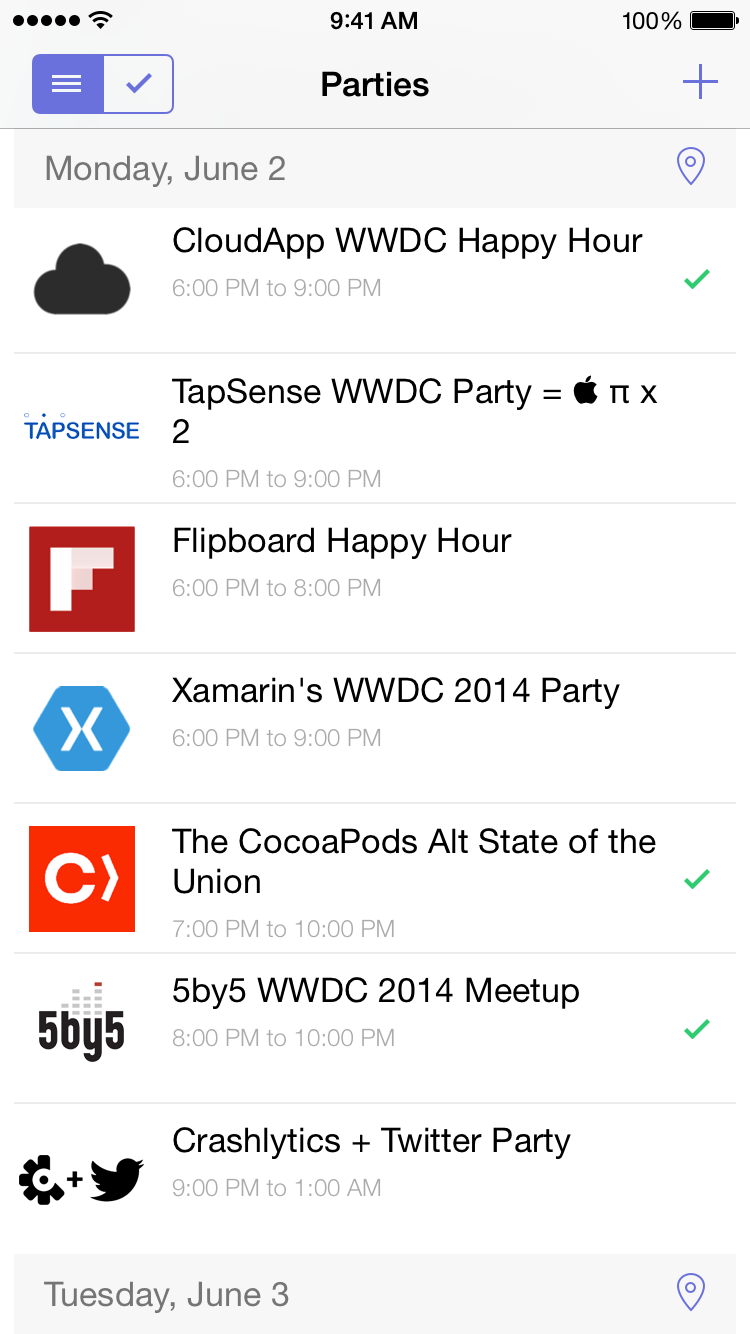 9:41 AM
100%
Parties
Monday, June 2
CloudApp WWDC Happy Hour
6:00 PM to 9:00 PM
TAPSENSE
TapSense WWDC Party =  π x
2
6:00 PM to 9:00 PM
Flipboard Happy Hour
6:00 PM to 8:00 PM
Xamarin's WWDC 2014 Party
6:00 PM to 9:00 PM
The CocoaPods Alt State of the
Union
7:00 PM to 10:00 PM
5by5
5by5 WWDC 2014 Meetup
8:00 PM to 10:00 PM
+
Crashlytics + Twitter Party
9:00 PM to 1:00 AM
Tuesday, June 3